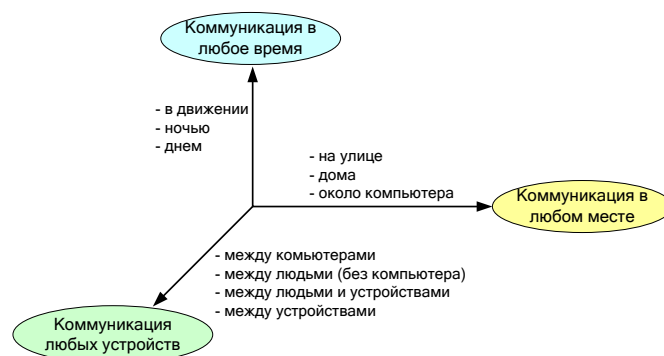 Коммуникация в
любое время
- в движении
- ночью
- днем
- на улице
- дома
- около компьютера
Коммуникация в
любом месте
- между комьютерами
- между людьми (без компьютера)
- между людьми и устройствами
- между устройствами
Коммуникация
любых устройств